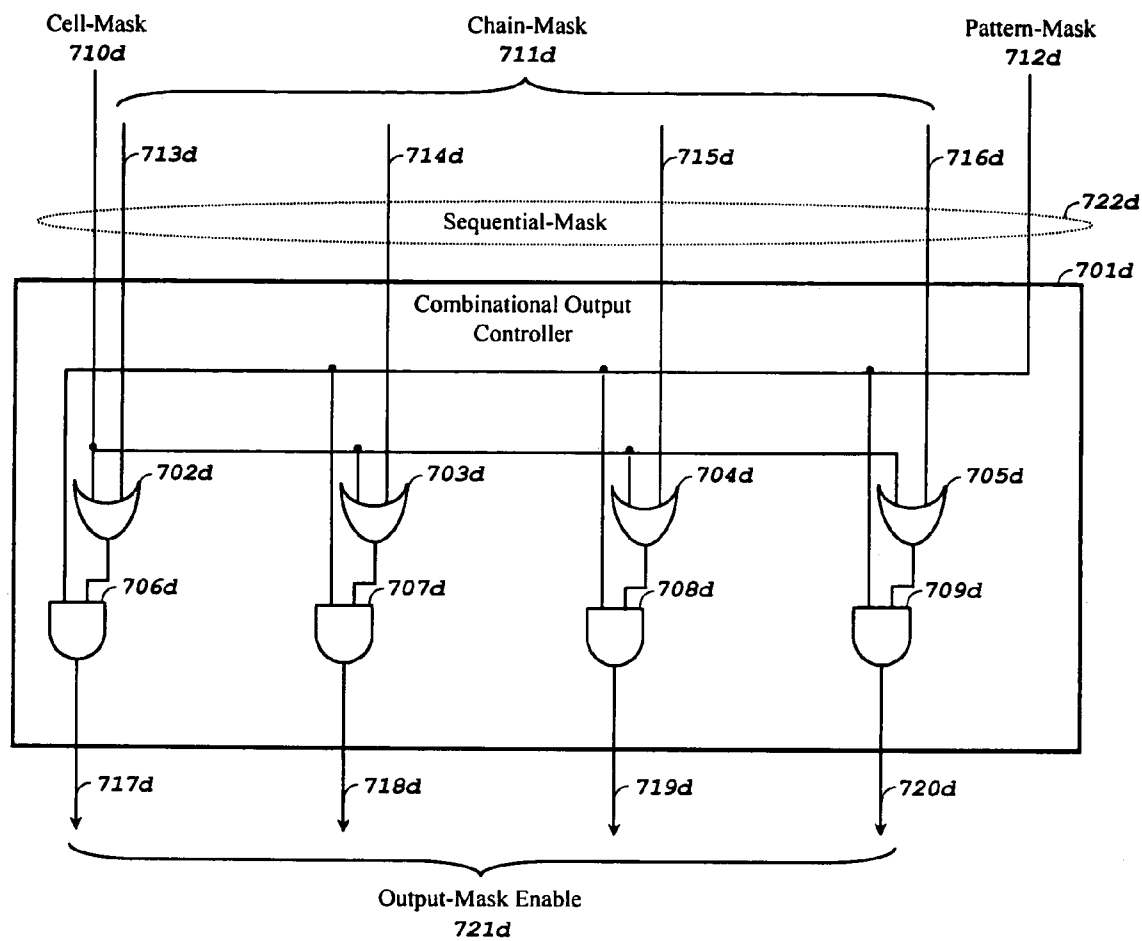 Cell-Mask
710d
Chain-Mask
711d
Pattern-Mask
712d
713d
714d
715d
716d
Sequential-Mask
722d
701d
Combinational Output
Controller
702d
703d
704d
705d
706d
707d
708d
709d
717d
718d
719d
720d
Output-Mask Enable
721d